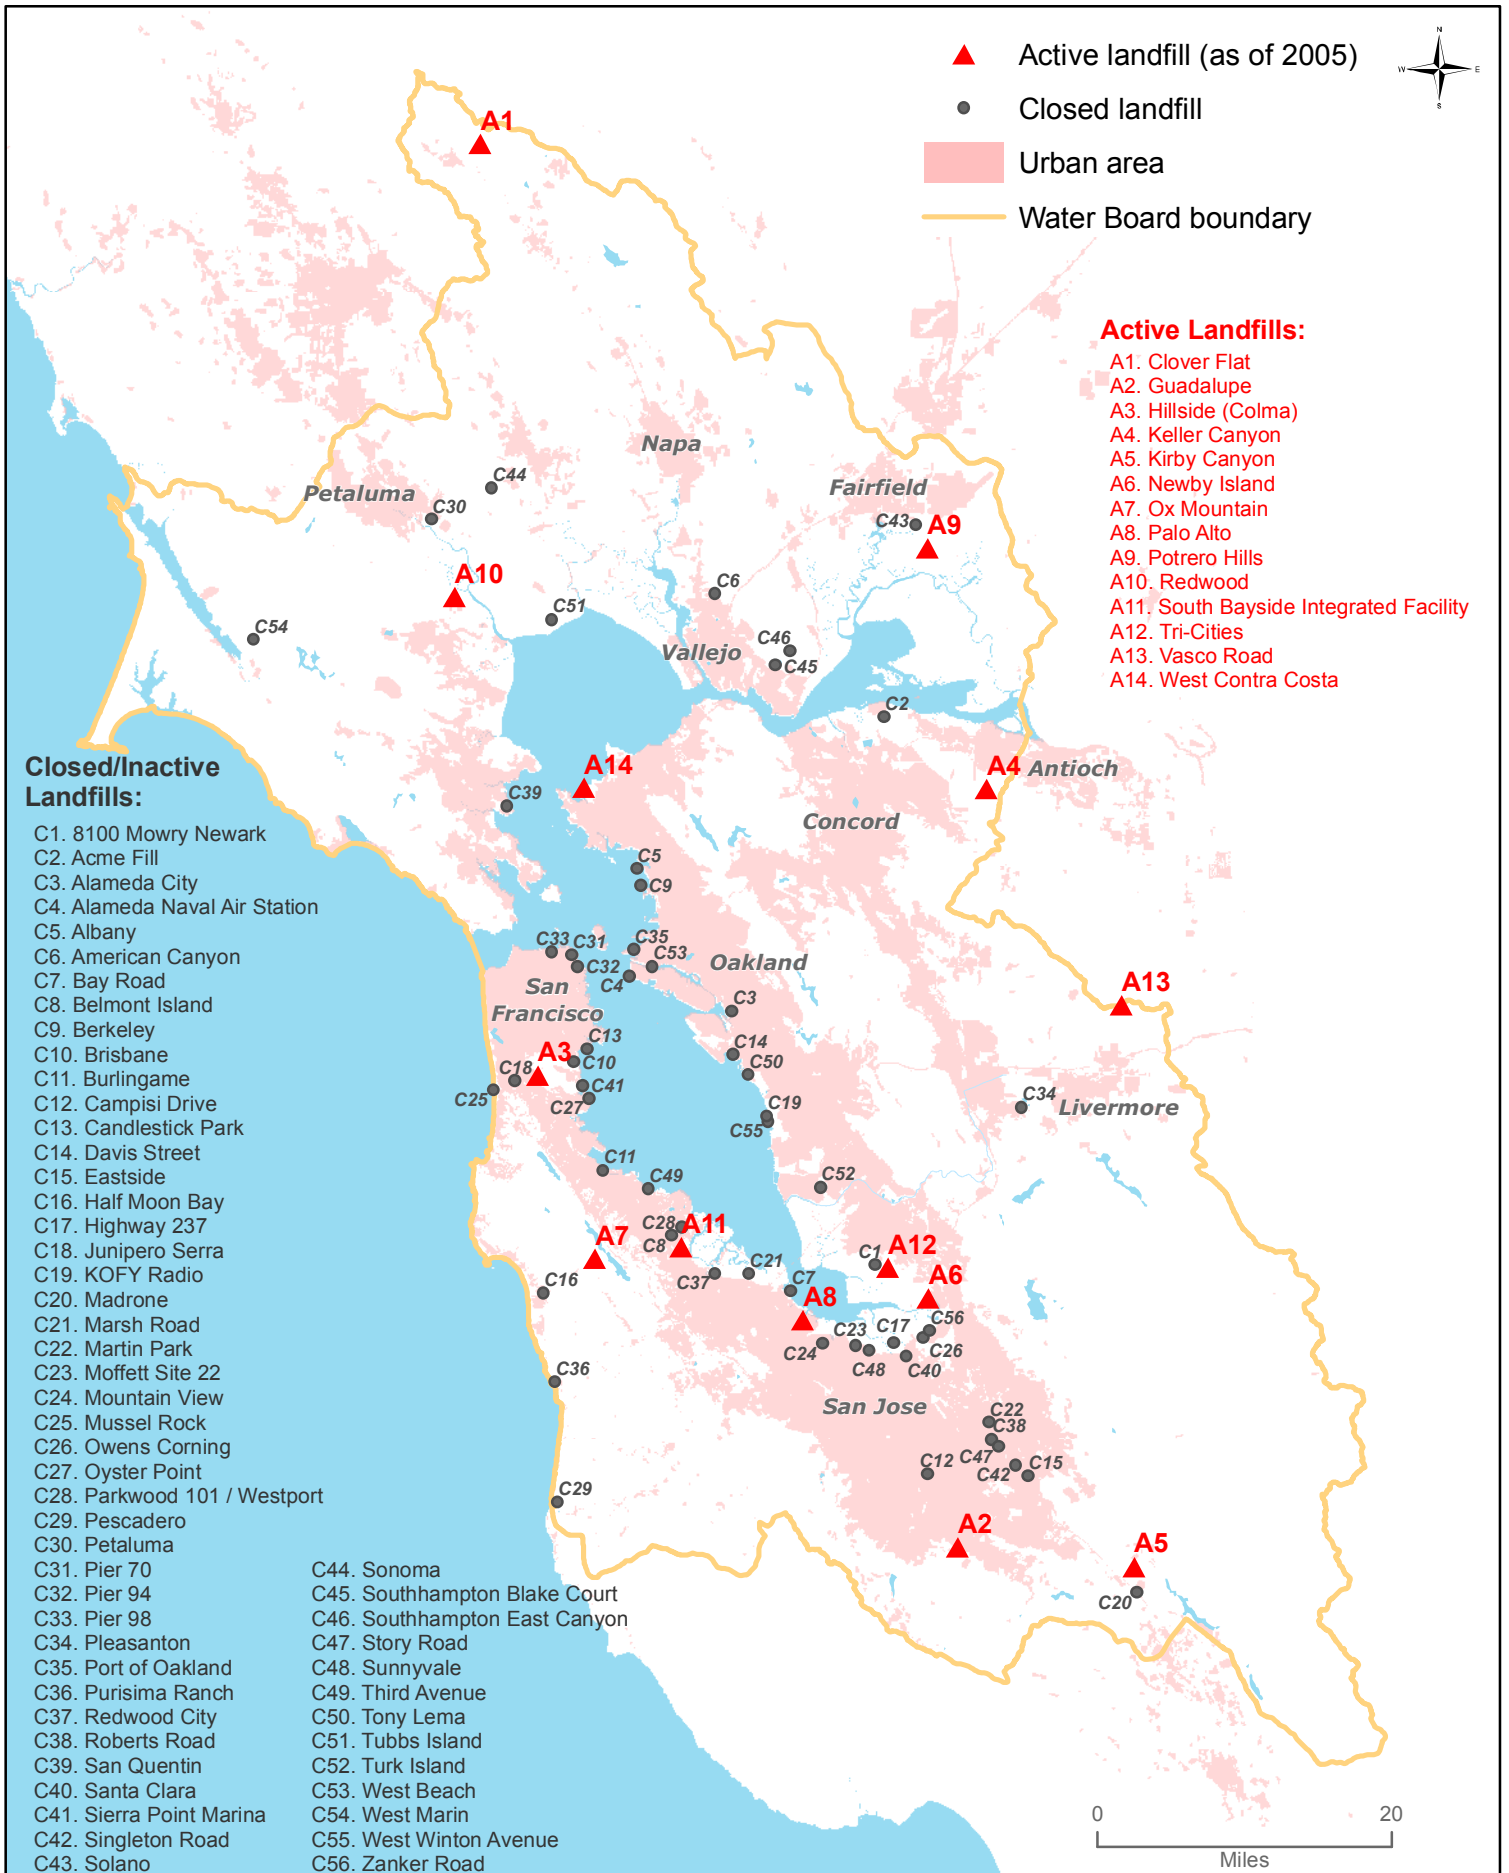 N
W E
S
Active landfill (as of 2005)
Closed landfill
Urban area
Water Board boundary
Active Landfills:
A1. Clover Flat
A2. Guadalupe
A3. Hillside (Colma)
A4. Keller Canyon
A5. Kirby Canyon
A6. Newby Island
A7. Ox Mountain
A8. Palo Alto
A9. Potrero Hills
A10. Redwood
A11. South Bayside Integrated Facility
A12. Tri-Cities
A13. Vasco Road
A14. West Contra Costa
A1
Napa
C44
Petaluma
C30
Fairfield
C43
A9
A10
C6
C51
C54
C46
Vallejo
C45
C2
A14
A4
Antioch
C39
Concord
C5
C9
C33
C31
C35
C53
C32
Oakland
C4
San
Francisco
A13
C3
C13
A3
C14
C10
C18
C50
C25
C41
C27
C34
Livermore
C19
C55
C11
C49
C52
C28
A11
C8
A7
C1
A12
C37
C21
C7
A6
C16
A8
C56
C23
C17
C24
C48
C26
C40
C36
San Jose
C22
C38
C47
C12
C42
C15
C29
A2
A5
C20
Closed/Inactive
Landfills:
C1. 8100 Mowry Newark
C2. Acme Fill
C3. Alameda City
C4. Alameda Naval Air Station
C5. Albany
C6. American Canyon
C7. Bay Road
C8. Belmont Island
C9. Berkeley
C10. Brisbane
C11. Burlingame
C12. Campisi Drive
C13. Candlestick Park
C14. Davis Street
C15. Eastside
C16. Half Moon Bay
C17. Highway 237
C18. Junipero Serra
C19. KOFY Radio
C20. Madrone
C21. Marsh Road
C22. Martin Park
C23. Moffett Site 22
C24. Mountain View
C25. Mussel Rock
C26. Owens Corning
C27. Oyster Point
C28. Parkwood 101 / Westport
C29. Pescadero
C30. Petaluma
C31. Pier 70
C32. Pier 94
C33. Pier 98
C34. Pleasanton
C35. Port of Oakland
C36. Purisima Ranch
C37. Redwood City
C38. Roberts Road
C39. San Quentin
C40. Santa Clara
C41. Sierra Point Marina
C42. Singleton Road
C43. Solano
C44. Sonoma
C45. Southhampton Blake Court
C46. Southhampton East Canyon
C47. Story Road
C48. Sunnyvale
C49. Third Avenue
C50. Tony Lema
C51. Tubbs Island
C52. Turk Island
C53. West Beach
C54. West Marin
C55. West Winton Avenue
C56. Zanker Road
0 20
Miles